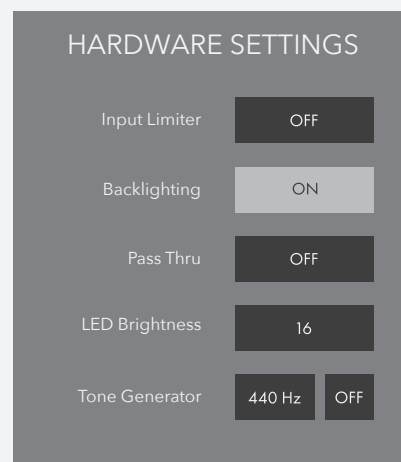 HARDWARE SETTINGS
Input Limiter OFF
Backlighting ON
Pass Thru OFF
LED Brightness 16
Tone Generator 440 Hz OFF